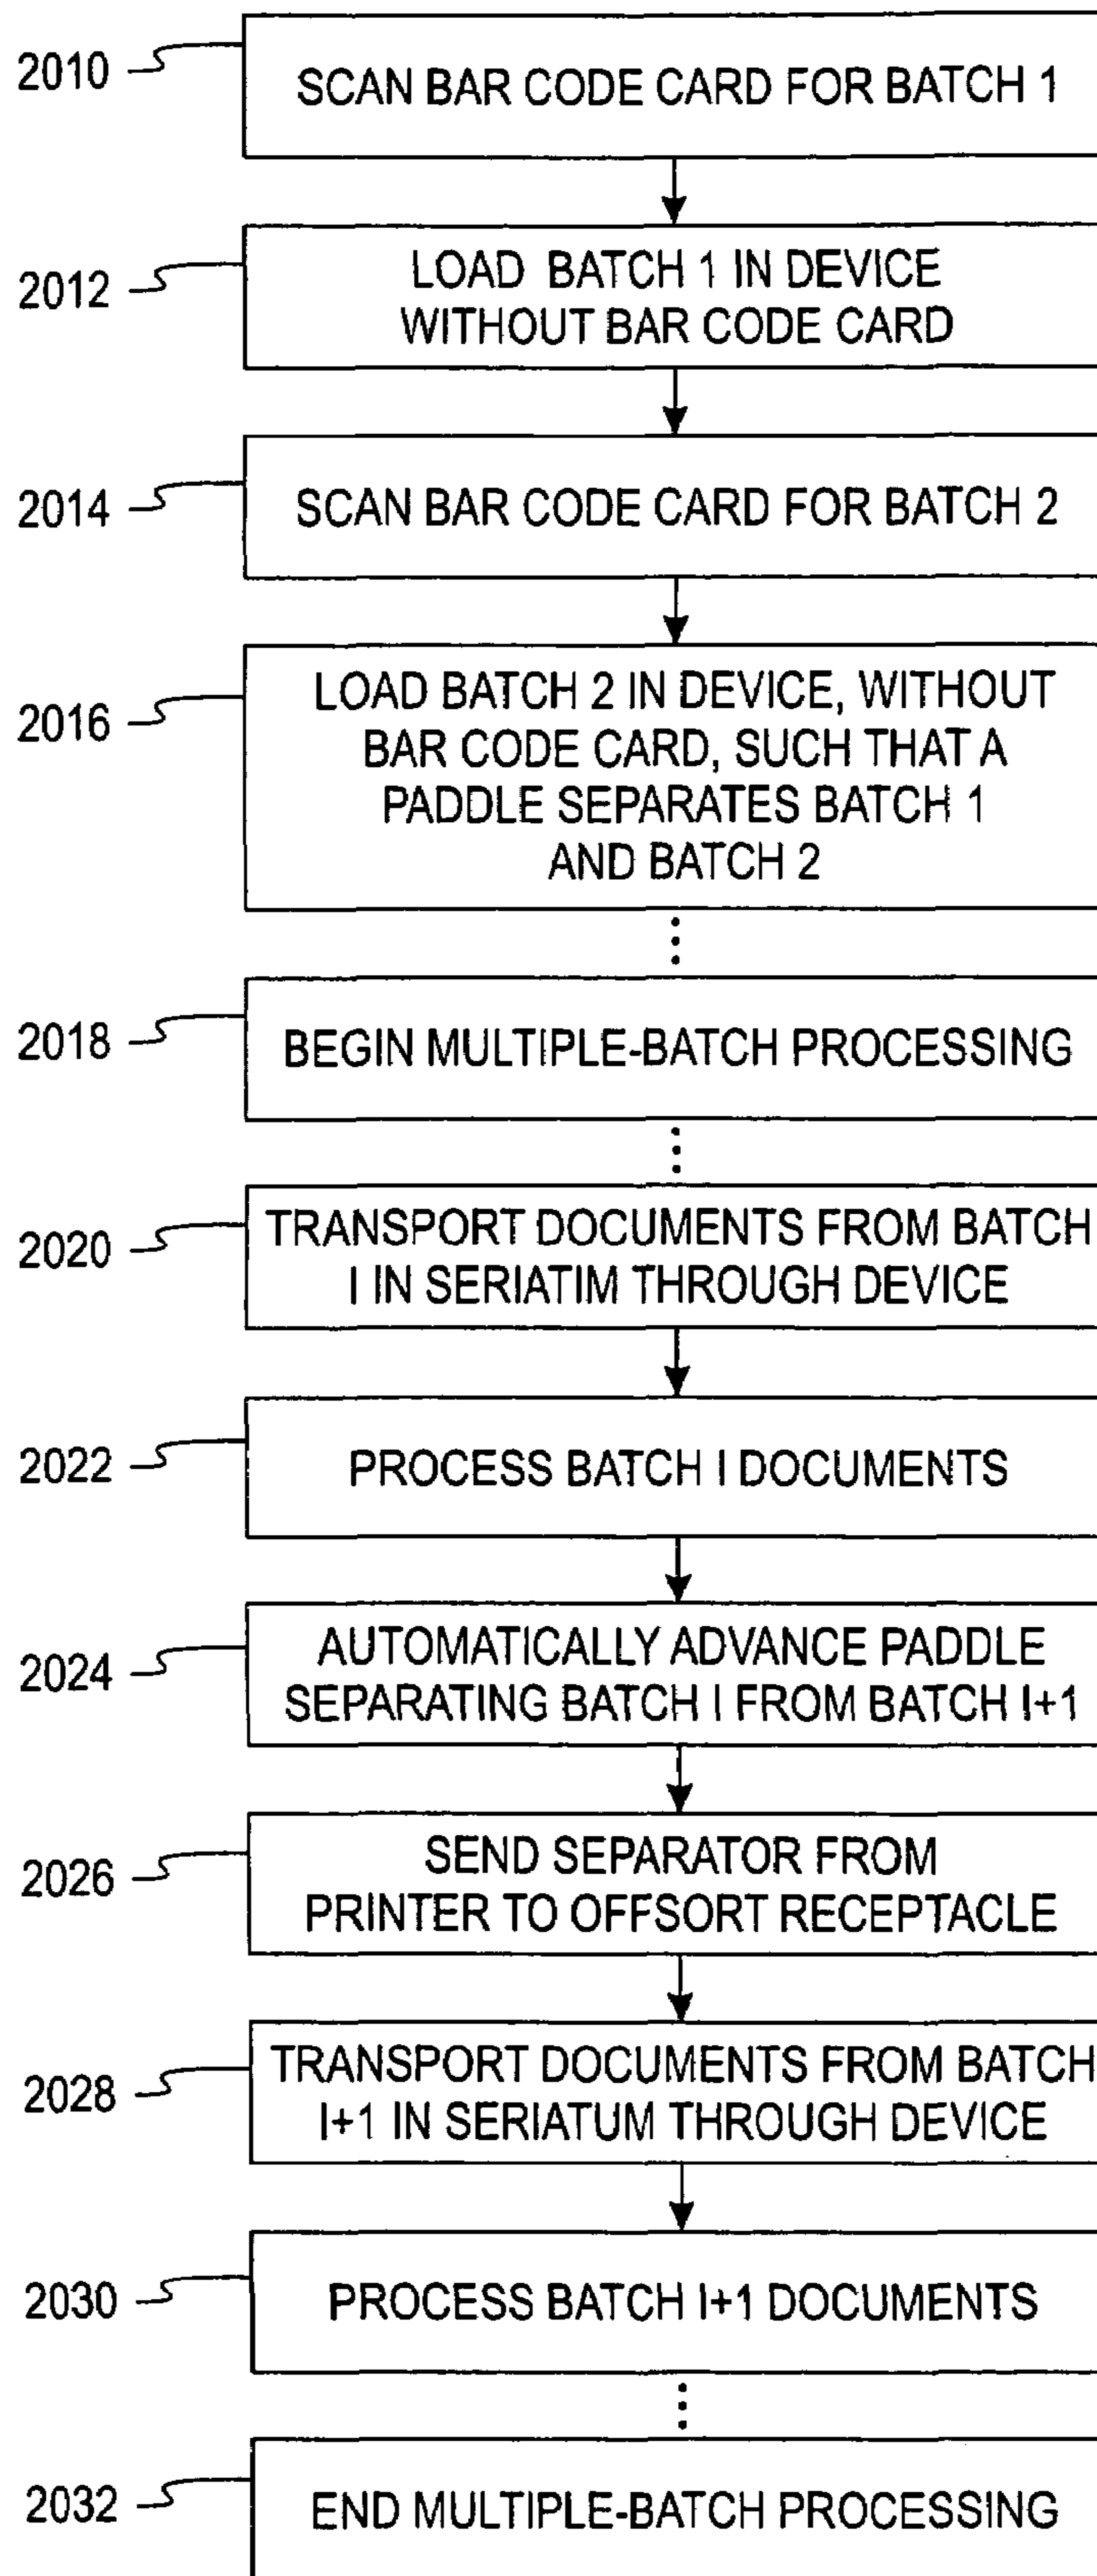 2010
SCAN BAR CODE CARD FOR BATCH 1
2012
LOAD BATCH 1 IN DEVICE
WITHOUT BAR CODE CARD
2014
SCAN BAR CODE CARD FOR BATCH 2
2016
LOAD BATCH 2 IN DEVICE, WITHOUT
BAR CODE CARD, SUCH THAT A
PADDLE SEPARATES BATCH 1
AND BATCH 2
2018
BEGIN MULTIPLE-BATCH PROCESSING
2020
TRANSPORT DOCUMENTS FROM BATCH
I IN SERIATIM THROUGH DEVICE
2022
PROCESS BATCH I DOCUMENTS
2024
AUTOMATICALLY ADVANCE PADDLE
SEPARATING BATCH I FROM BATCH I+1
2026
SEND SEPARATOR FROM
PRINTER TO OFFSORT RECEPTACLE
2028
TRANSPORT DOCUMENTS FROM BATCH
I+1 IN SERIATUM THROUGH DEVICE
2030
PROCESS BATCH I+1 DOCUMENTS
2032
END MULTIPLE-BATCH PROCESSING